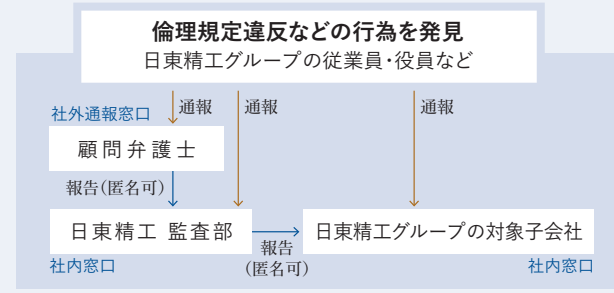 倫理規定違反などの行為を発見
日東精工グループの従業員・役員など
社外通報窓口
通報
通報
通報
顧問弁護士
報告(匿名可)
日東精工 監査部
報告
(匿名可)
日東精工グループの対象子会社
社内窓口
社内窓口